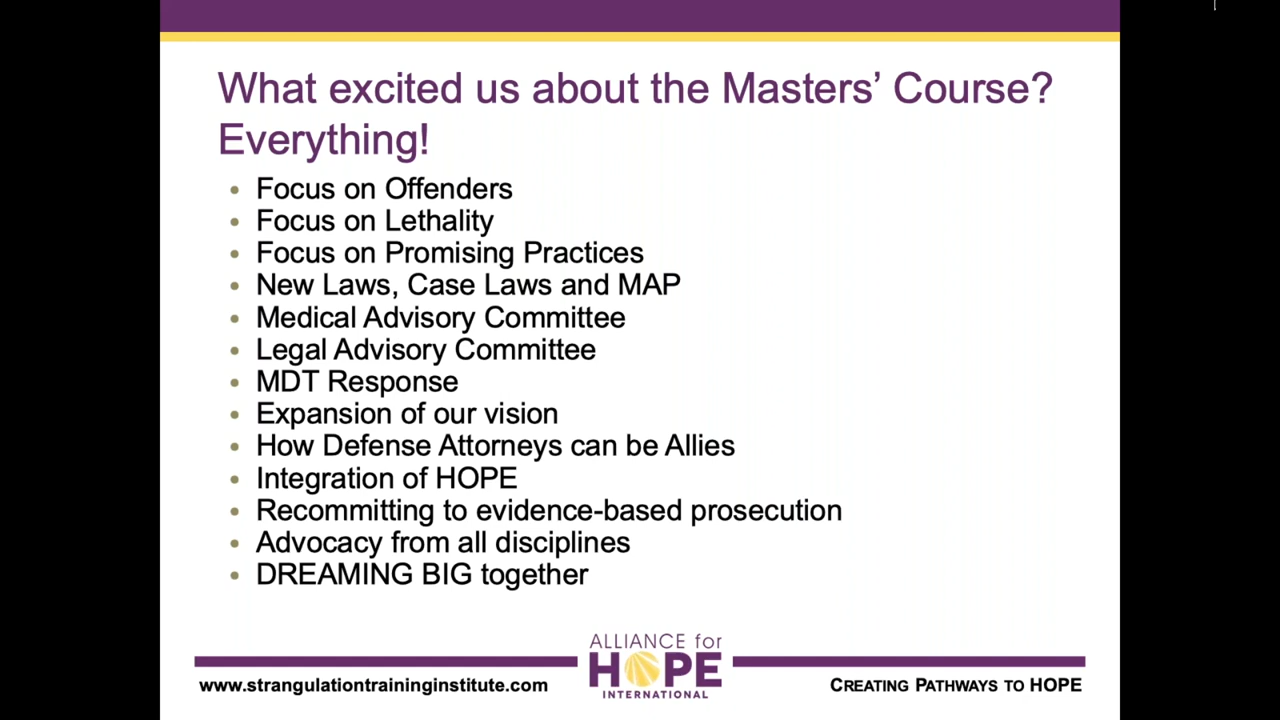 What excited us about the Masters’ Course?
Everything!
• Focus on Offenders
• Focus on Lethality
• Focus on Promising Practices
• New Laws, Case Laws and MAP
• Medical Advisory Committee
• Legal Advisory Committee
• MDT Response
• Expansion of our vision
• How Defense Attorneys can be Allies
• Integration of HOPE
• Recommitting to evidence-based prosecution
• Advocacy from all disciplines
• DREAMING BIG together
www.strangulationtraininginstitute.com
ALLIANCE for
HOPE
INTERNATIONAL
CREATING PATHWAYS TO HOPE